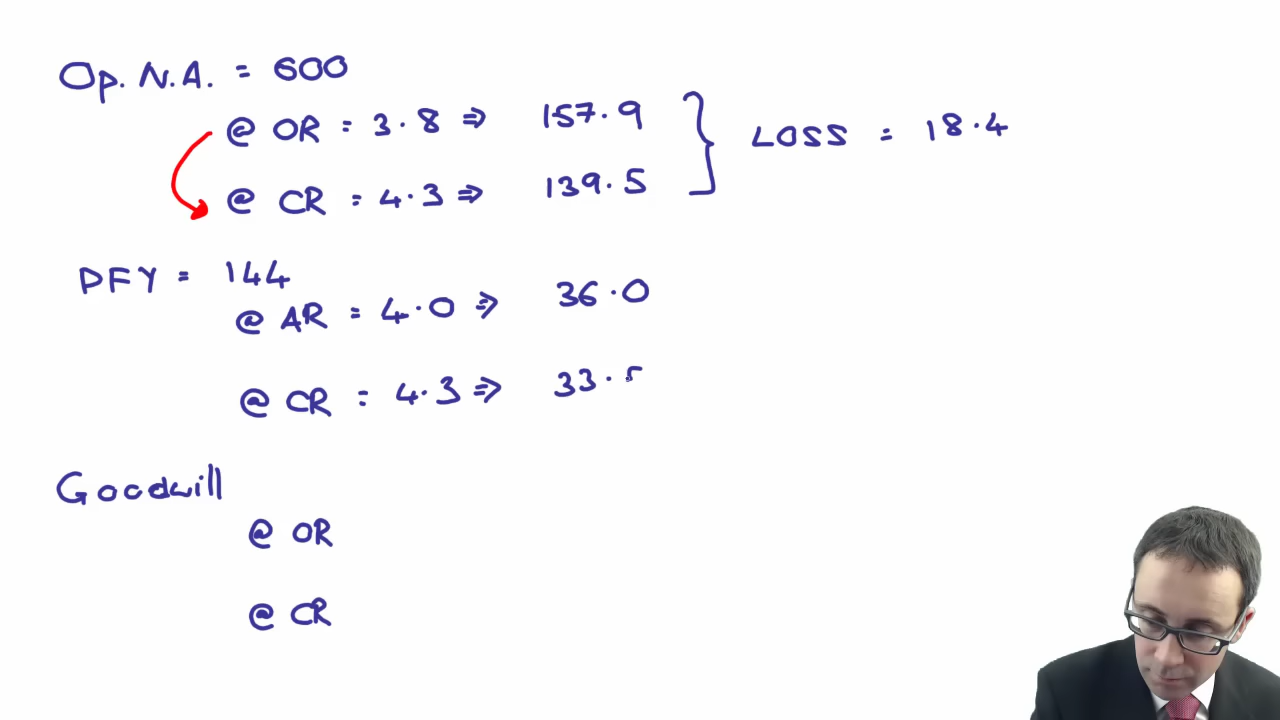 Op. N.A. = 600
@ OR = 3.8 ⇒ 157.9
LOSS = 18.4
@ CR = 4.3 ⇒ 139.5
PFY = 144
@ AR = 4.0 ⇒ 36.0
@ CR = 4.3 ⇒ 33.5
Goodwill
@ OR
@ CR